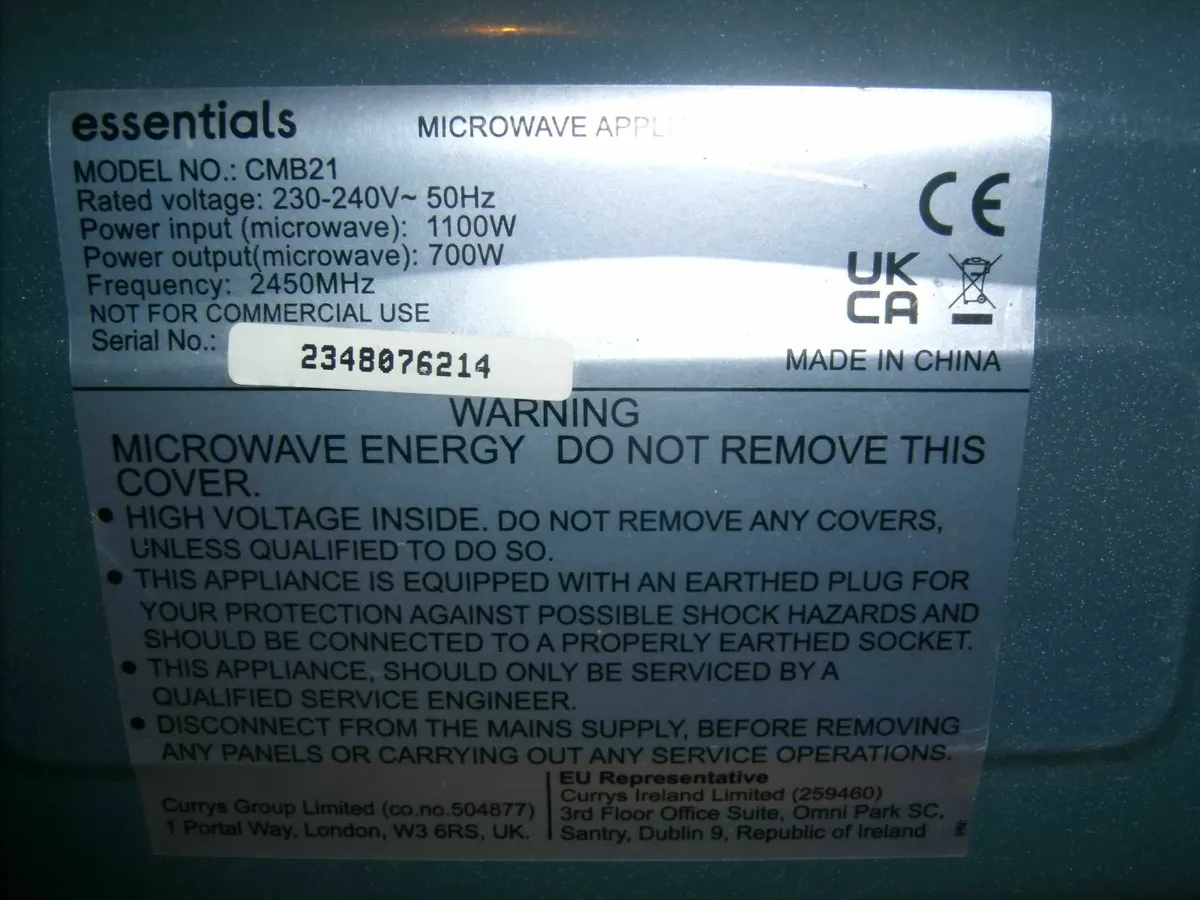 essentials
MICROWAVE
MODEL NO.: CMB21
Rated voltage: 230-240V~ 50Hz
Power input (microwave): 1100W
Power output(microwave): 700W
Frequency: 2450MHz
NOT FOR COMMERCIAL USE
Serial No.: 2348076214
CE
UK
CA
MADE IN CHINA
WARNING
MICROWAVE ENERGY DO NOT REMOVE THIS
COVER.
• HIGH VOLTAGE INSIDE. DO NOT REMOVE ANY COVERS,
UNLESS QUALIFIED TO DO SO.
• THIS APPLIANCE IS EQUIPPED WITH AN EARTHED PLUG FOR
YOUR PROTECTION AGAINST POSSIBLE SHOCK HAZARDS AND
SHOULD BE CONNECTED TO A PROPERLY EARTHED SOCKET.
• THIS APPLIANCE, SHOULD ONLY BE SERVICED BY A
QUALIFIED SERVICE ENGINEER.
• DISCONNECT FROM THE MAINS SUPPLY, BEFORE REMOVING
ANY PANELS OR CARRYING OUT ANY SERVICE OPERATIONS.
Currys Group Limited (co.no.504877)
1 Portal Way, London, W3 6RS, UK.
EU Representative
Currys Ireland Limited (259460)
3rd Floor Office Suite, Omni Park SC,
Santry, Dublin 9, Republic of Ireland